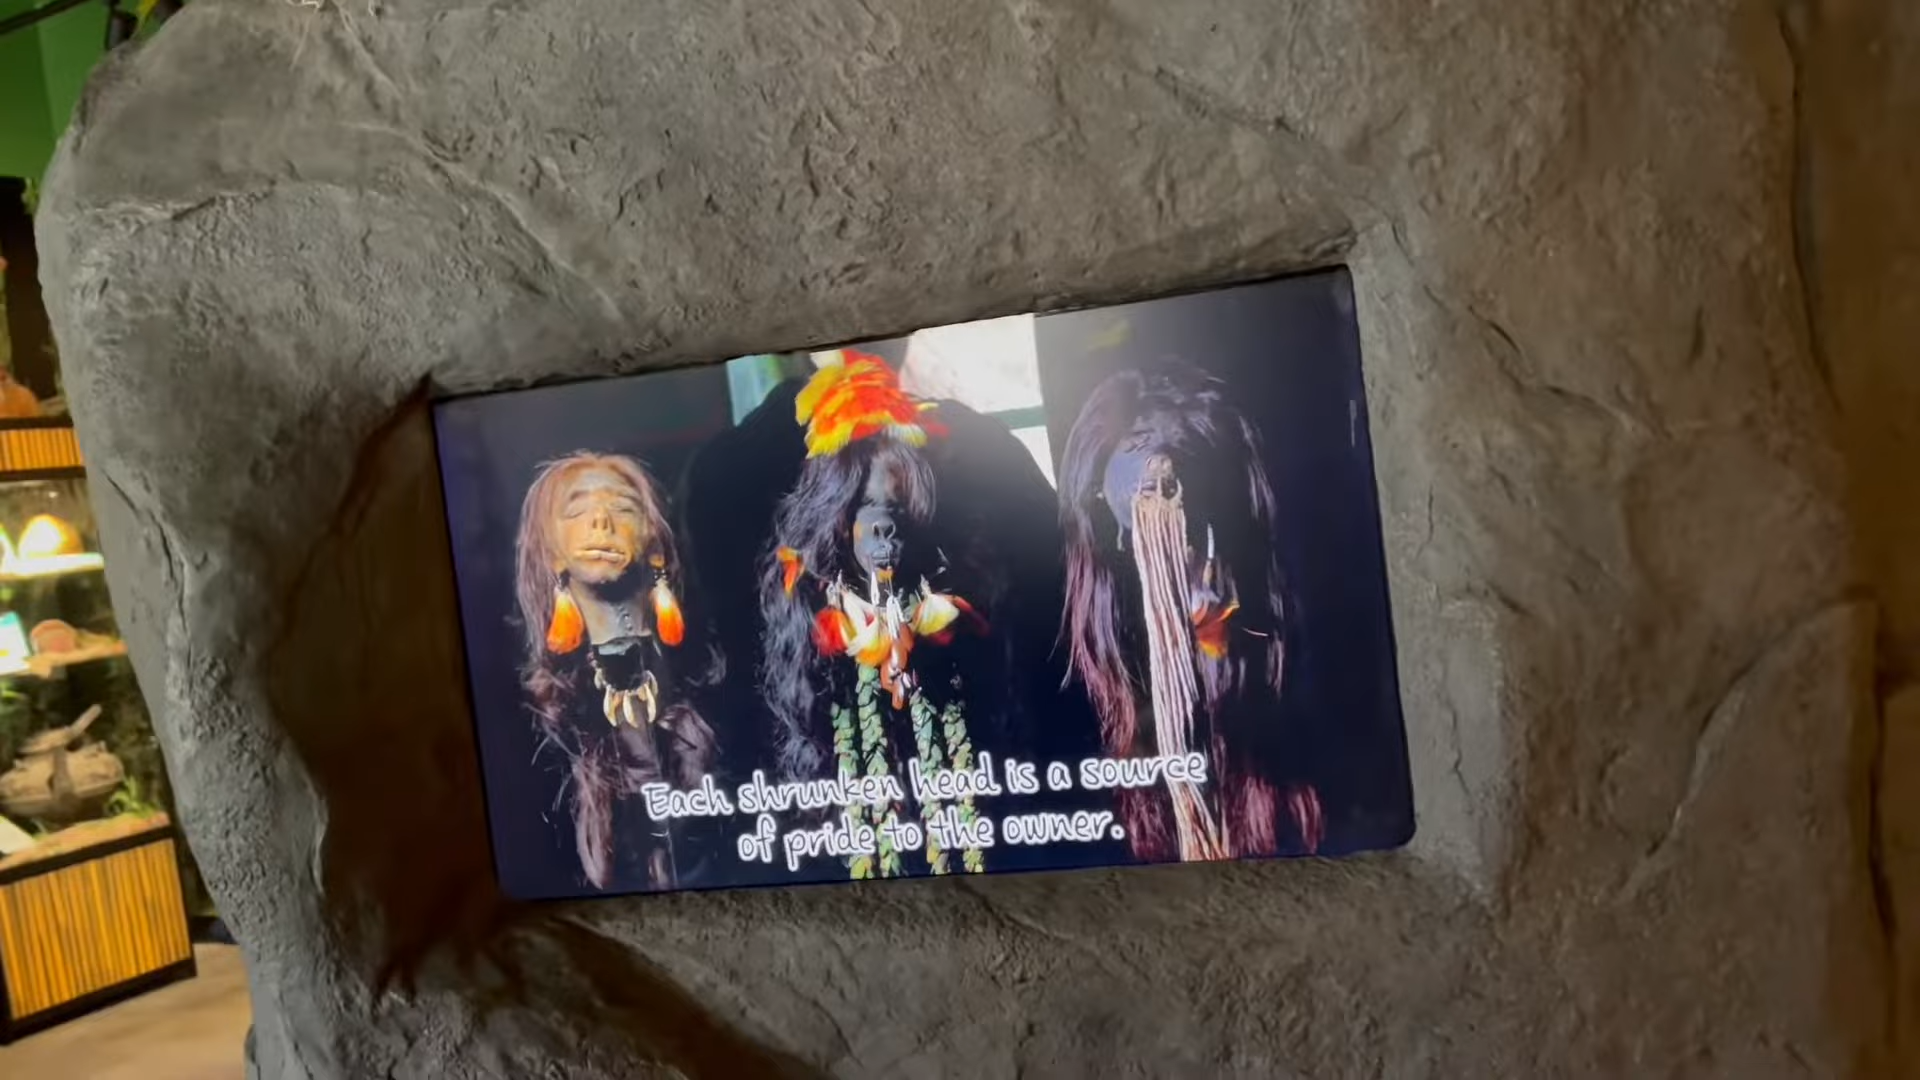 Each shrunken head is a source
of pride to the owner.